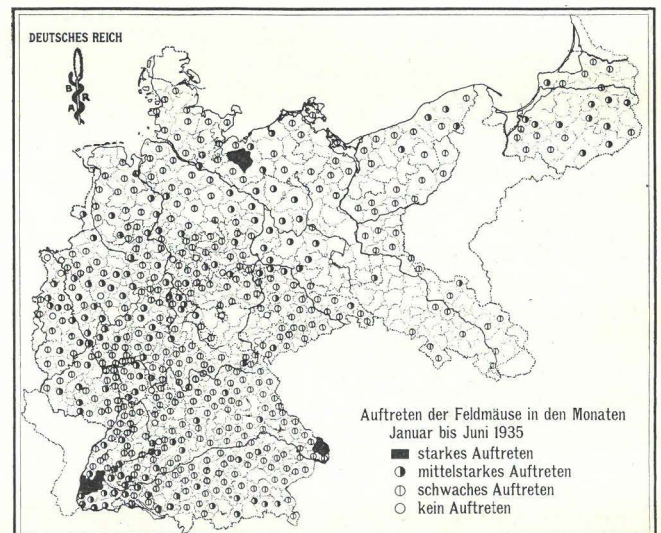 DEUTSCHES REICH
B R
A
Auftreten der Feldmäuse in den Monaten
Januar bis Juni 1935
starkes Auftreten
mittelstarkes Auftreten
schwaches Auftreten
kein Auftreten